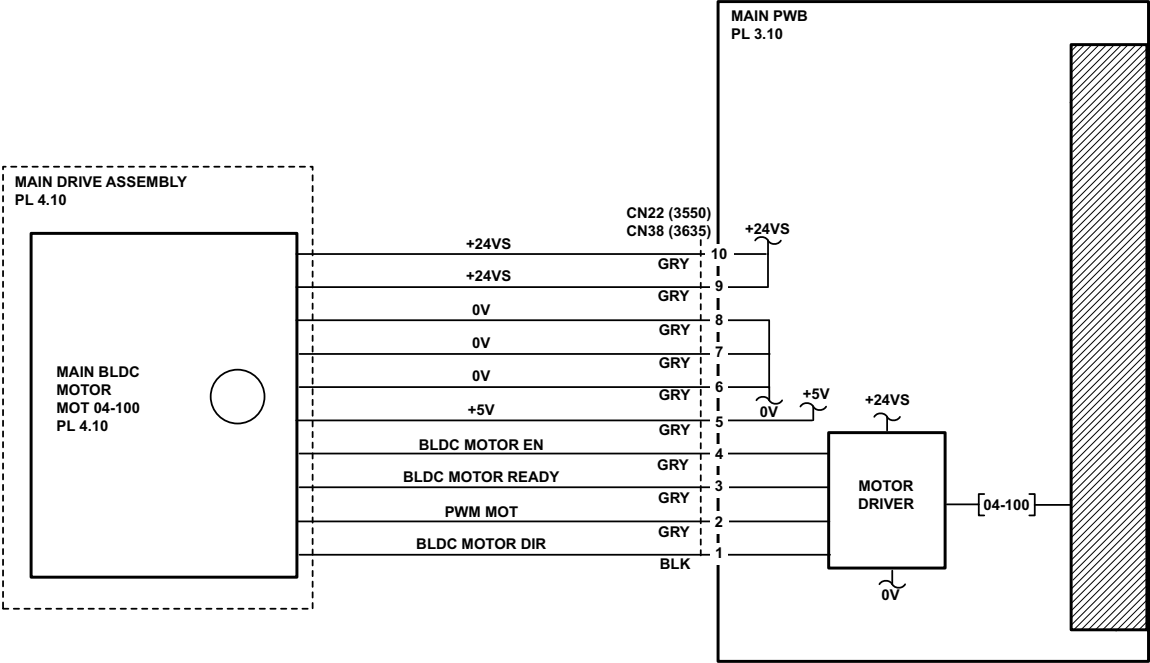 MAIN PWB
PL 3.10
MAIN DRIVE ASSEMBLY
PL 4.10
MAIN BLDC
MOTOR
MOT 04-100
PL 4.10
CN22 (3550)
CN38 (3635)
+24VS
+24VS
GRY
10
+24VS
GRY
9
0V
GRY
8
0V
GRY
7
0V
GRY
6
0V
+5V
GRY
5
+5V
BLDC MOTOR EN
GRY
4
BLDC MOTOR READY
GRY
3
PWM MOT
GRY
2
BLDC MOTOR DIR
BLK
1
+24VS
MOTOR
DRIVER
0V
04-100